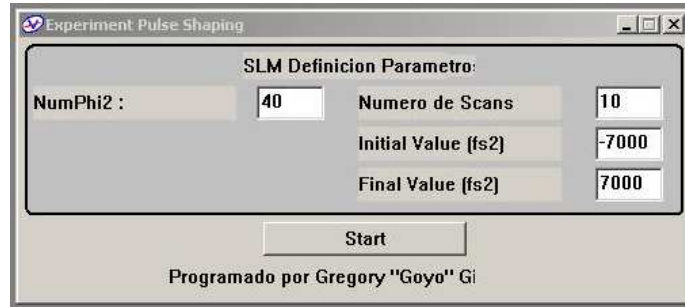 Experiment Pulse Shaping
SLM Definicion Parametro
NumPhi2 : 40 Numero de Scans 10
Initial Value (fs2) -7000
Final Value (fs2) 7000
Start
Programado por Gregory "Goyo" Gi